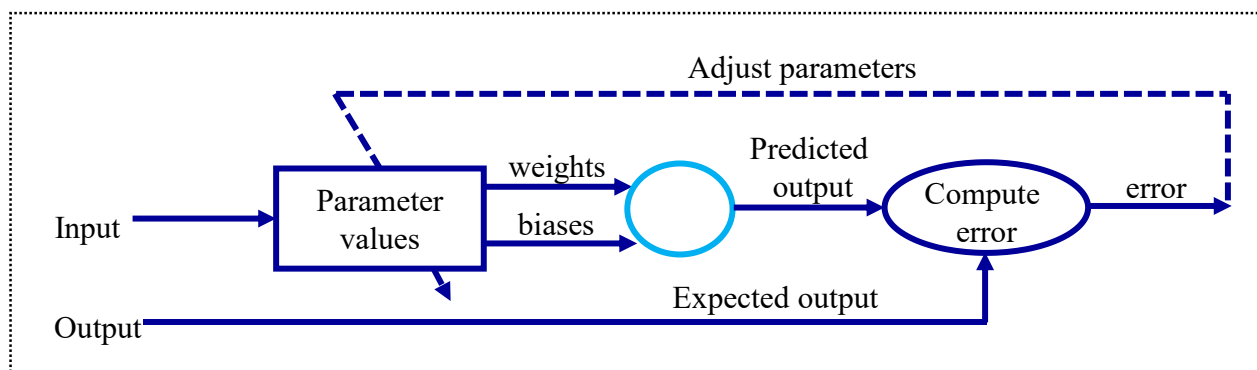 Adjust parameters
weights
Predicted
output
Parameter
values
Compute
error
error
Input
biases
Expected output
Output